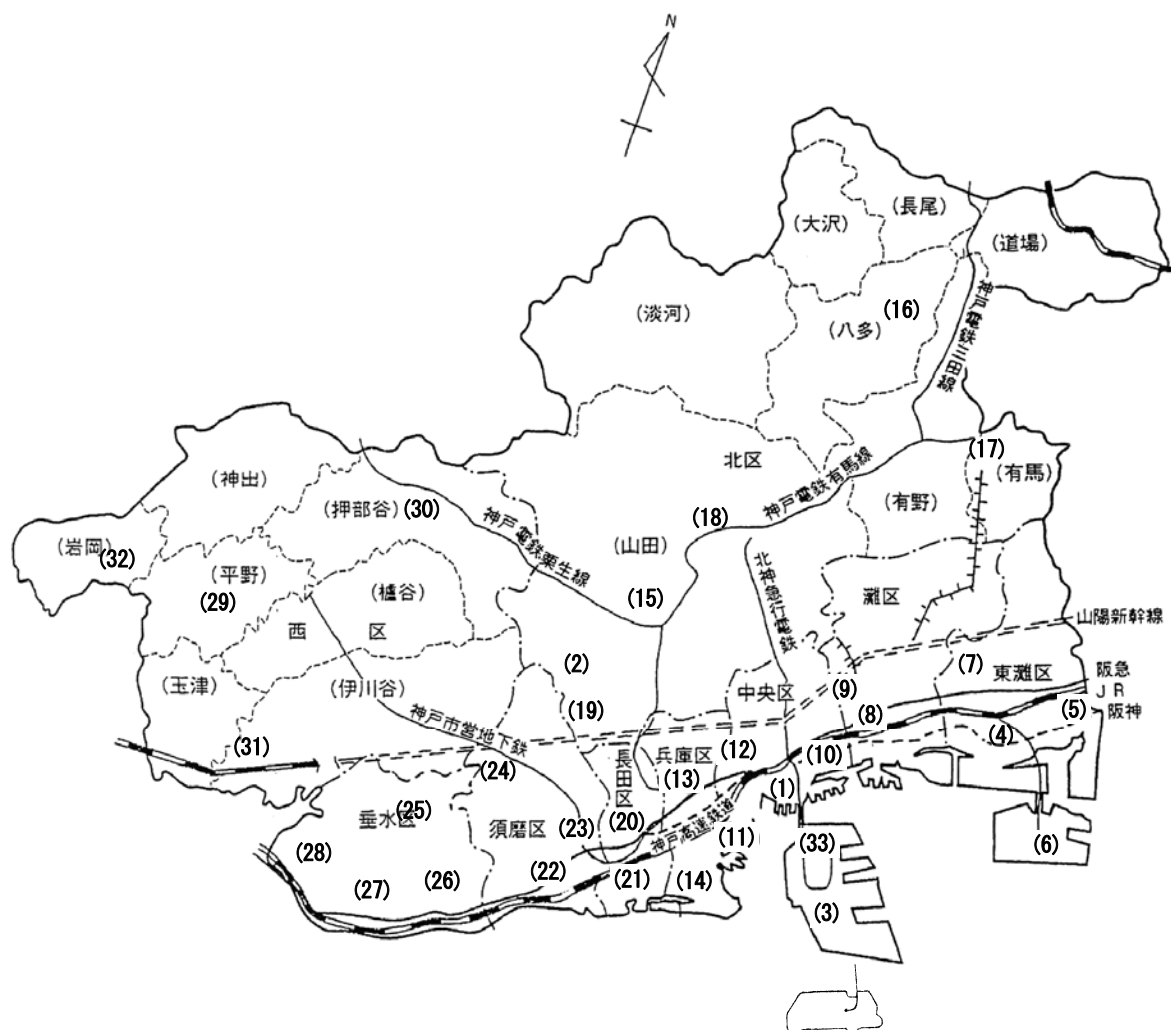 N
(大沢)
(長尾)
(道場)
(淡河)
(16)
(八多)
神戸電鉄三田線
北区
(17)
(有馬)
(神出)
(押部谷)
(30)
神戸電鉄粟生線
(18)
神戸電鉄有馬線
(有野)
(岩岡)
(32)
(山田)
北神急行電鉄
(平野)
(29)
(櫨谷)
(15)
灘区
西区
山陽新幹線
(2)
(7)
東灘区
阪急
(玉津)
(伊川谷)
中央区
(9)
JR
(19)
(8)
(5)
阪神
神戸市営地下鉄
(4)
(31)
(24)
長田区
兵庫区
(12)
(10)
(13)
(1)
(25)
垂水区
須磨区
(23)
(20)
神戸高速鉄道
(11)
(33)
(6)
(28)
(27)
(26)
(22)
(21)
(14)
(3)